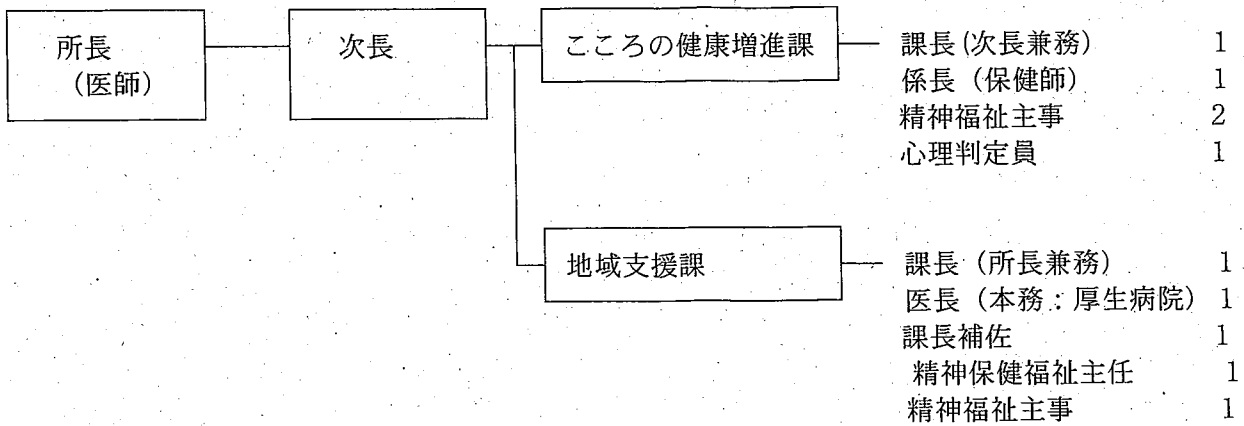 所長
（医師）
次長
こころの健康増進課
課長（次長兼務） 1
係長（保健師） 1
精神福祉主事 2
心理判定員 1
地域支援課
課長（所長兼務） 1
医長（本務：厚生病院） 1
課長補佐 1
精神保健福祉主任 1
精神福祉主事 1